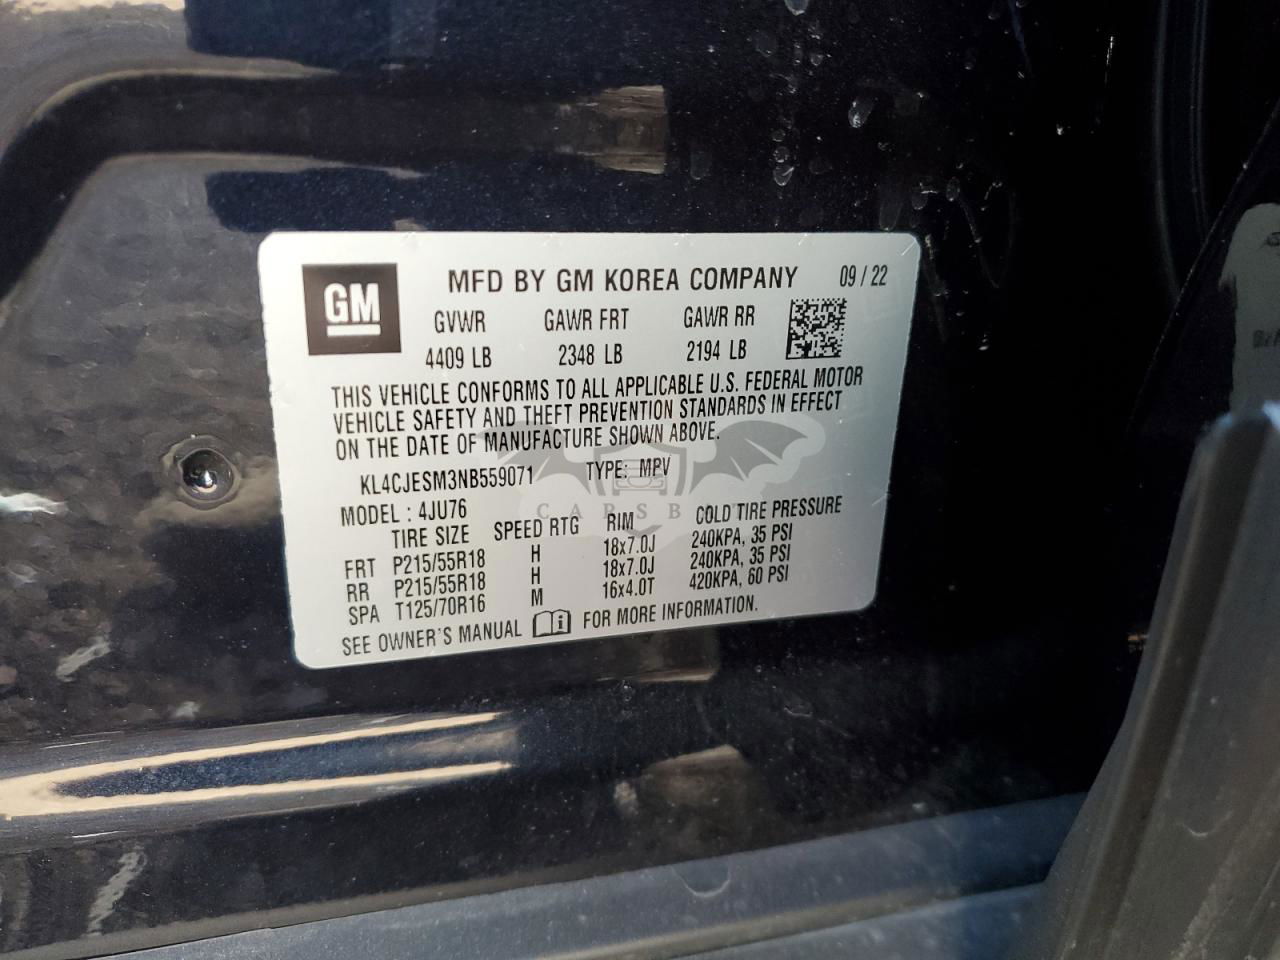 GM
MFD BY GM KOREA COMPANY 09 / 22
GVWR GAWR FRT GAWR RR
4409 LB 2348 LB 2194 LB
THIS VEHICLE CONFORMS TO ALL APPLICABLE U.S. FEDERAL MOTOR
VEHICLE SAFETY AND THEFT PREVENTION STANDARDS IN EFFECT
ON THE DATE OF MANUFACTURE SHOWN ABOVE.
KL4CJESM3NB559071 TYPE: MPV
MODEL : 4JU76
TIRE SIZE SPEED RTG RIM COLD TIRE PRESSURE
FRT P215/55R18 H 18x7.0J 240KPA, 35 PSI
RR P215/55R18 H 18x7.0J 240KPA, 35 PSI
SPA T125/70R16 M 16x4.0T 420KPA, 60 PSI
SEE OWNER'S MANUAL FOR MORE INFORMATION.